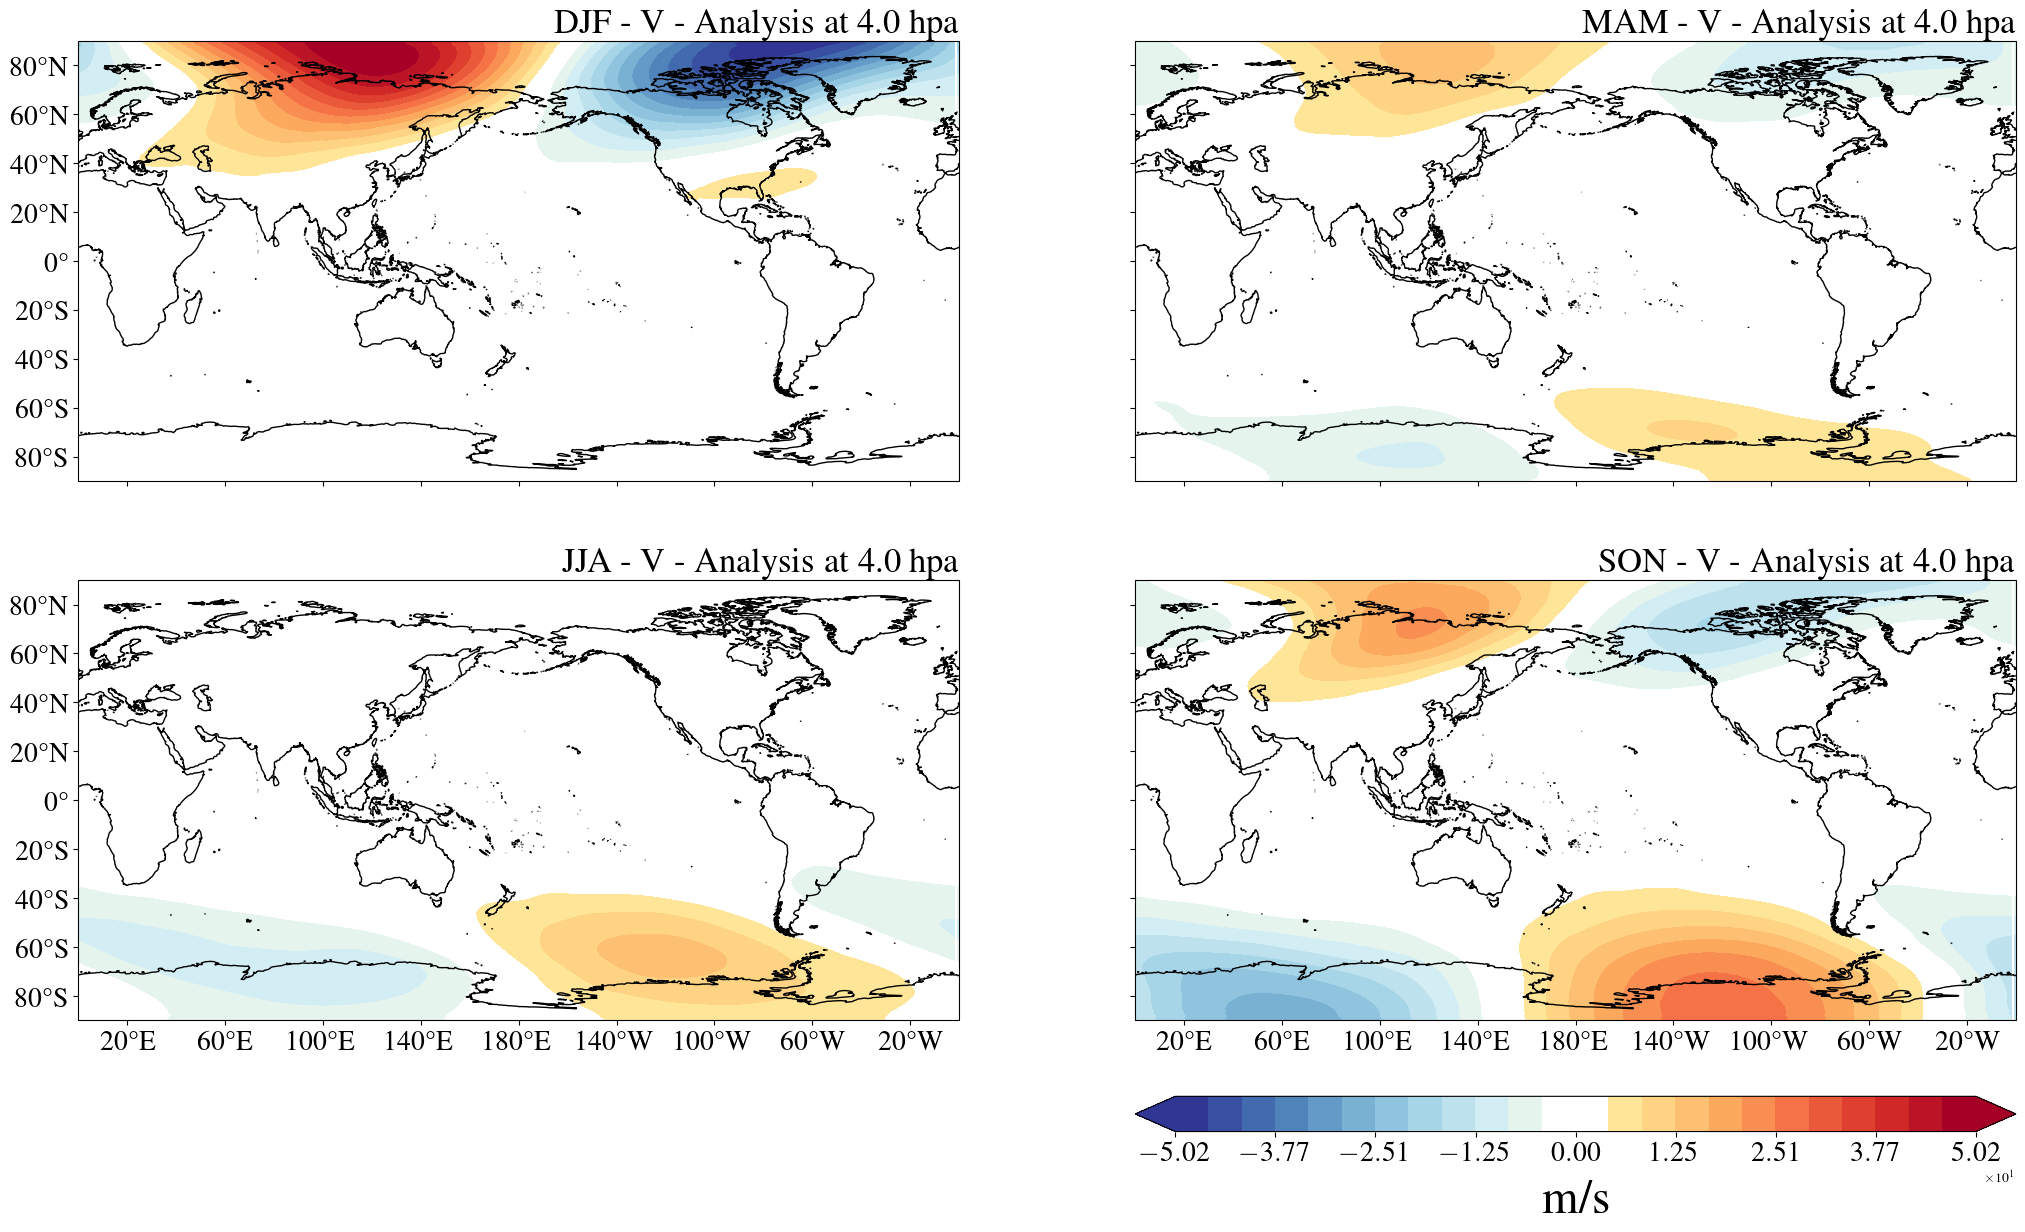 DJF - V - Analysis at 4.0 hpa
MAM - V - Analysis at 4.0 hpa
80°N
60°N
40°N
20°N
0°
20°S
40°S
60°S
80°S
JJA - V - Analysis at 4.0 hpa
SON - V - Analysis at 4.0 hpa
80°N
60°N
40°N
20°N
0°
20°S
40°S
60°S
80°S
20°E 60°E 100°E 140°E 180°E 140°W 100°W 60°W 20°W
20°E 60°E 100°E 140°E 180°E 140°W 100°W 60°W 20°W
−5.02 −3.77 −2.51 −1.25 0.00 1.25 2.51 3.77 5.02
×10¹
m/s